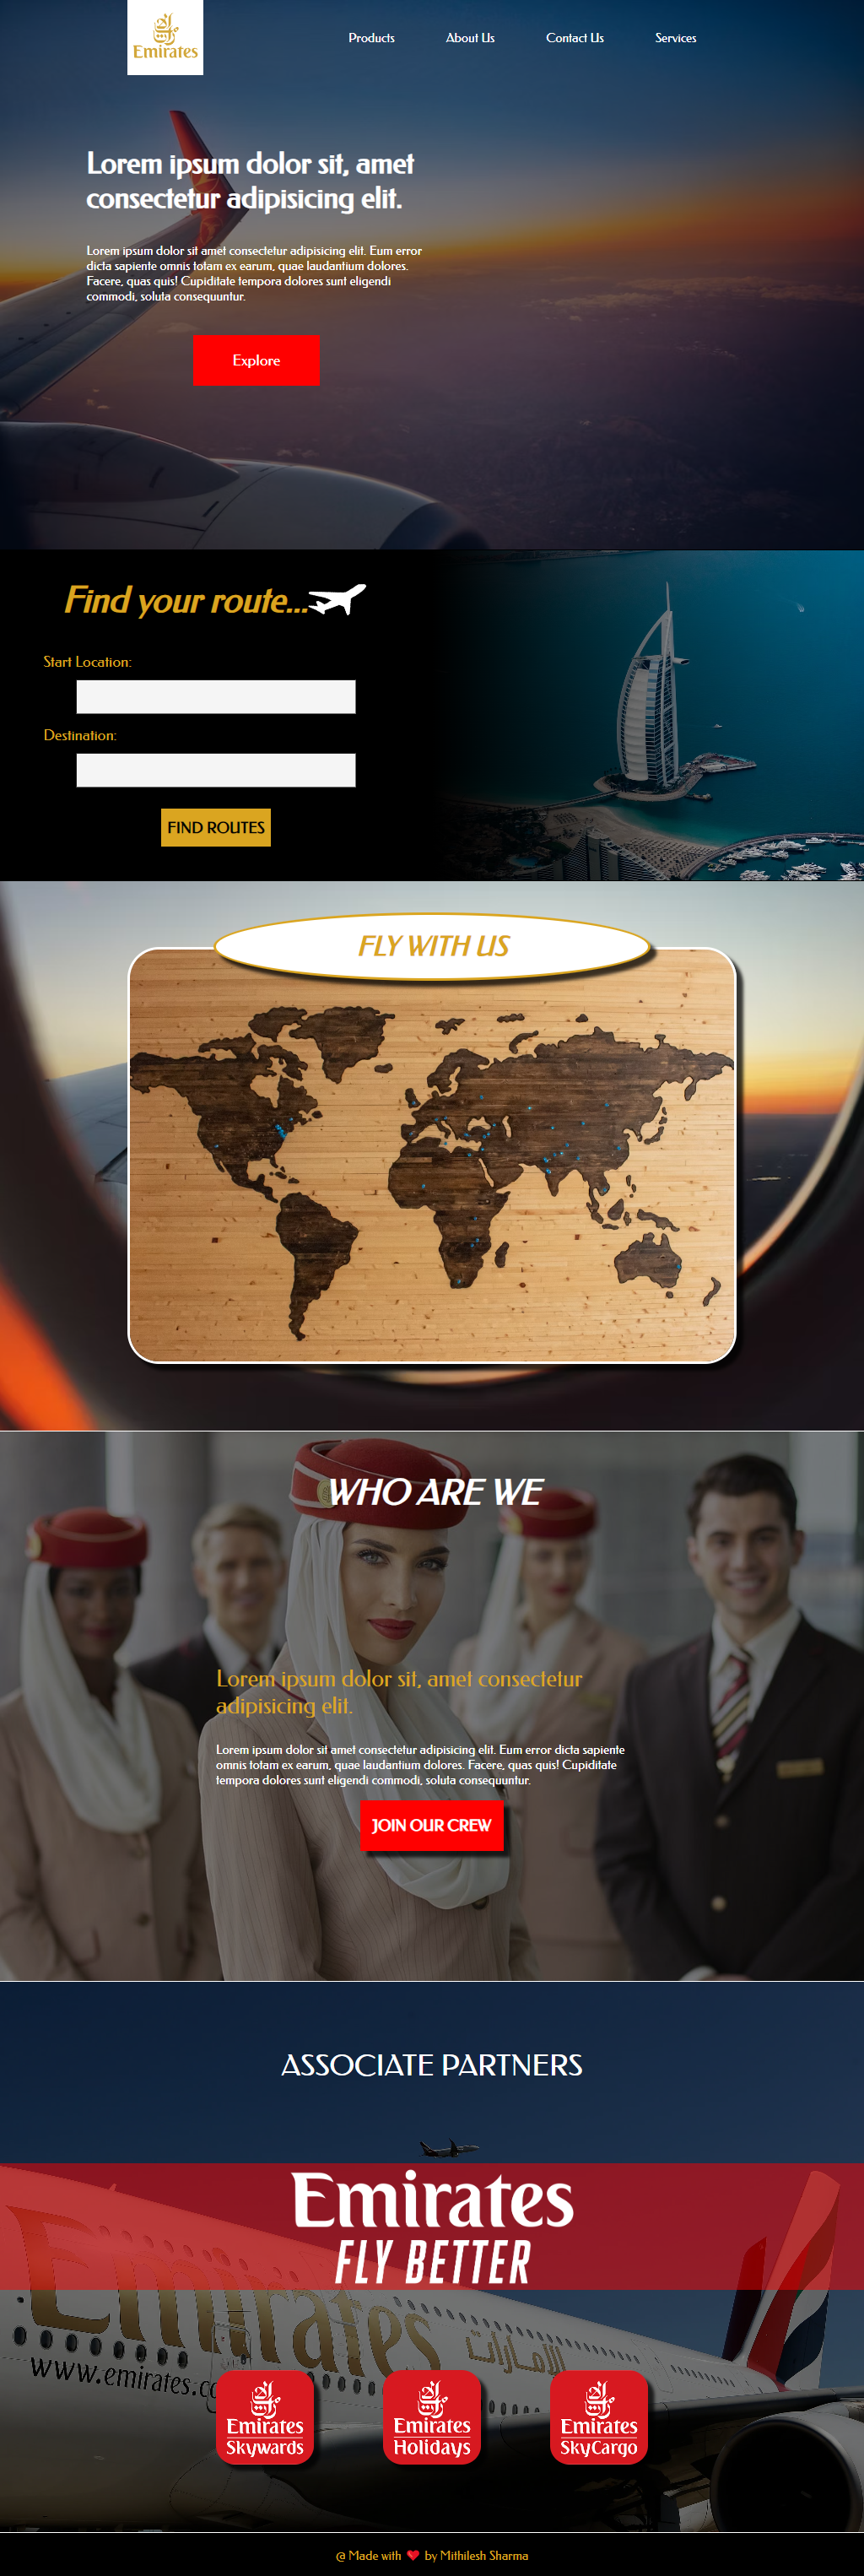 Emirates
Products About Us Contact Us Services
Lorem ipsum dolor sit, amet
consectetur adipisicing elit.
Lorem ipsum dolor sit amet consectetur adipisicing elit. Eum error
dicta sapiente omnis totam ex earum, quae laudantium dolores.
Facere, quas quis! Cupiditate tempora dolores sunt eligendi
commodi, soluta consequuntur.
Explore
Find your route...
Start Location:
Destination:
FIND ROUTES
FLY WITH US
WHO ARE WE
Lorem ipsum dolor sit, amet consectetur
adipisicing elit.
Lorem ipsum dolor sit amet consectetur adipisicing elit. Eum error dicta sapiente
omnis totam ex earum, quae laudantium dolores. Facere, quas quis! Cupiditate
tempora dolores sunt eligendi commodi, soluta consequuntur.
JOIN OUR CREW
ASSOCIATE PARTNERS
Emirates
FLY BETTER
Emirates
الإمارات
www.emirates.co
Emirates
Skywards
Emirates
Holidays
Emirates
SkyCargo
@ Made with ❤ by Mithilesh Sharma